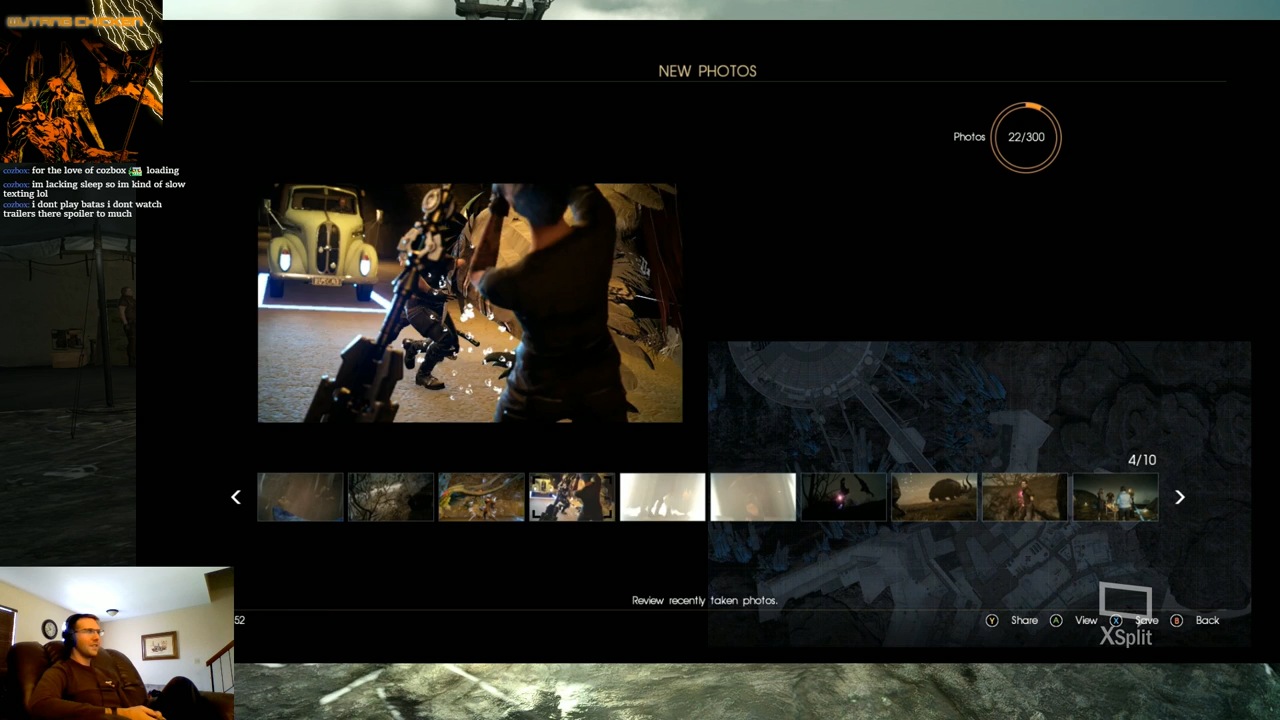 WUTANG CHICKEN
NEW PHOTOS
Photos 22/300
cozbox: for the love of cozbox loading
cozbox: im lacking sleep so im kind of slow
texting lol
cozbox: i dont play batas i dont watch
trailers there spoiler to much
4/10
Review recently taken photos.
52
Y Share A View X Save B Back
XSplit